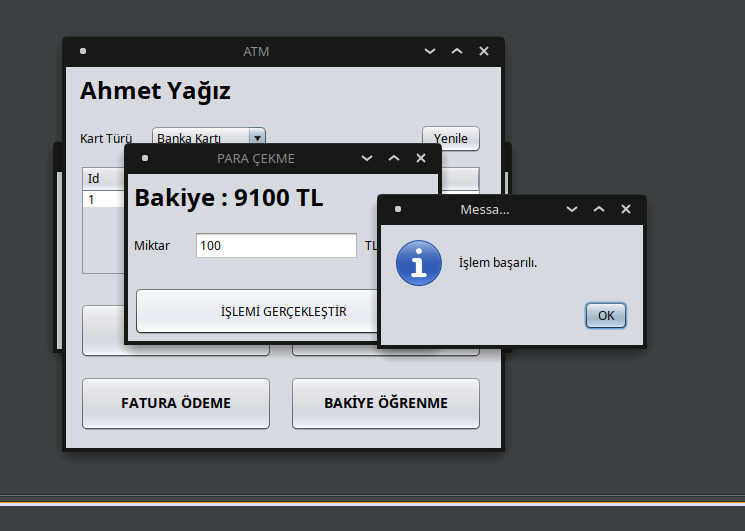 ATM
Ahmet Yağız
Kart Türü Banka Kartı Yenile
Id
1
PARA ÇEKME
Bakiye : 9100 TL
Miktar 100 TL
İŞLEMİ GERÇEKLEŞTİR
Messa...
İşlem başarılı.
OK
FATURA ÖDEME BAKİYE ÖĞRENME